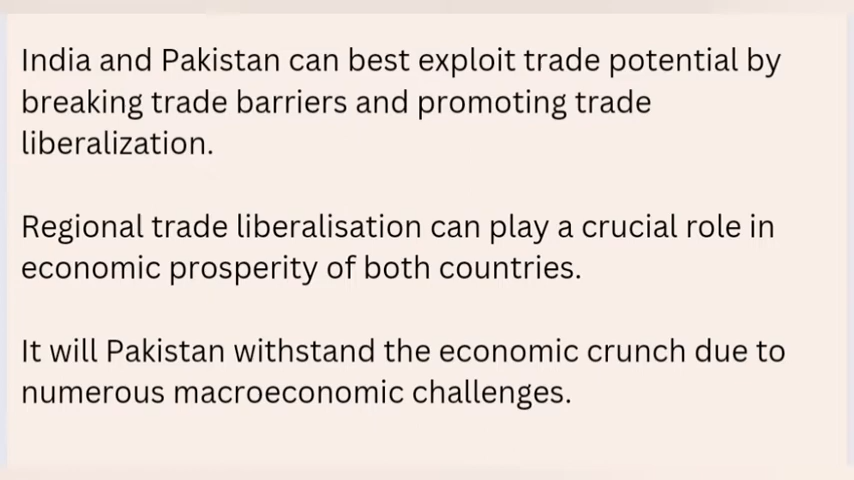 India and Pakistan can best exploit trade potential by
breaking trade barriers and promoting trade
liberalization.
Regional trade liberalisation can play a crucial role in
economic prosperity of both countries.
It will Pakistan withstand the economic crunch due to
numerous macroeconomic challenges.